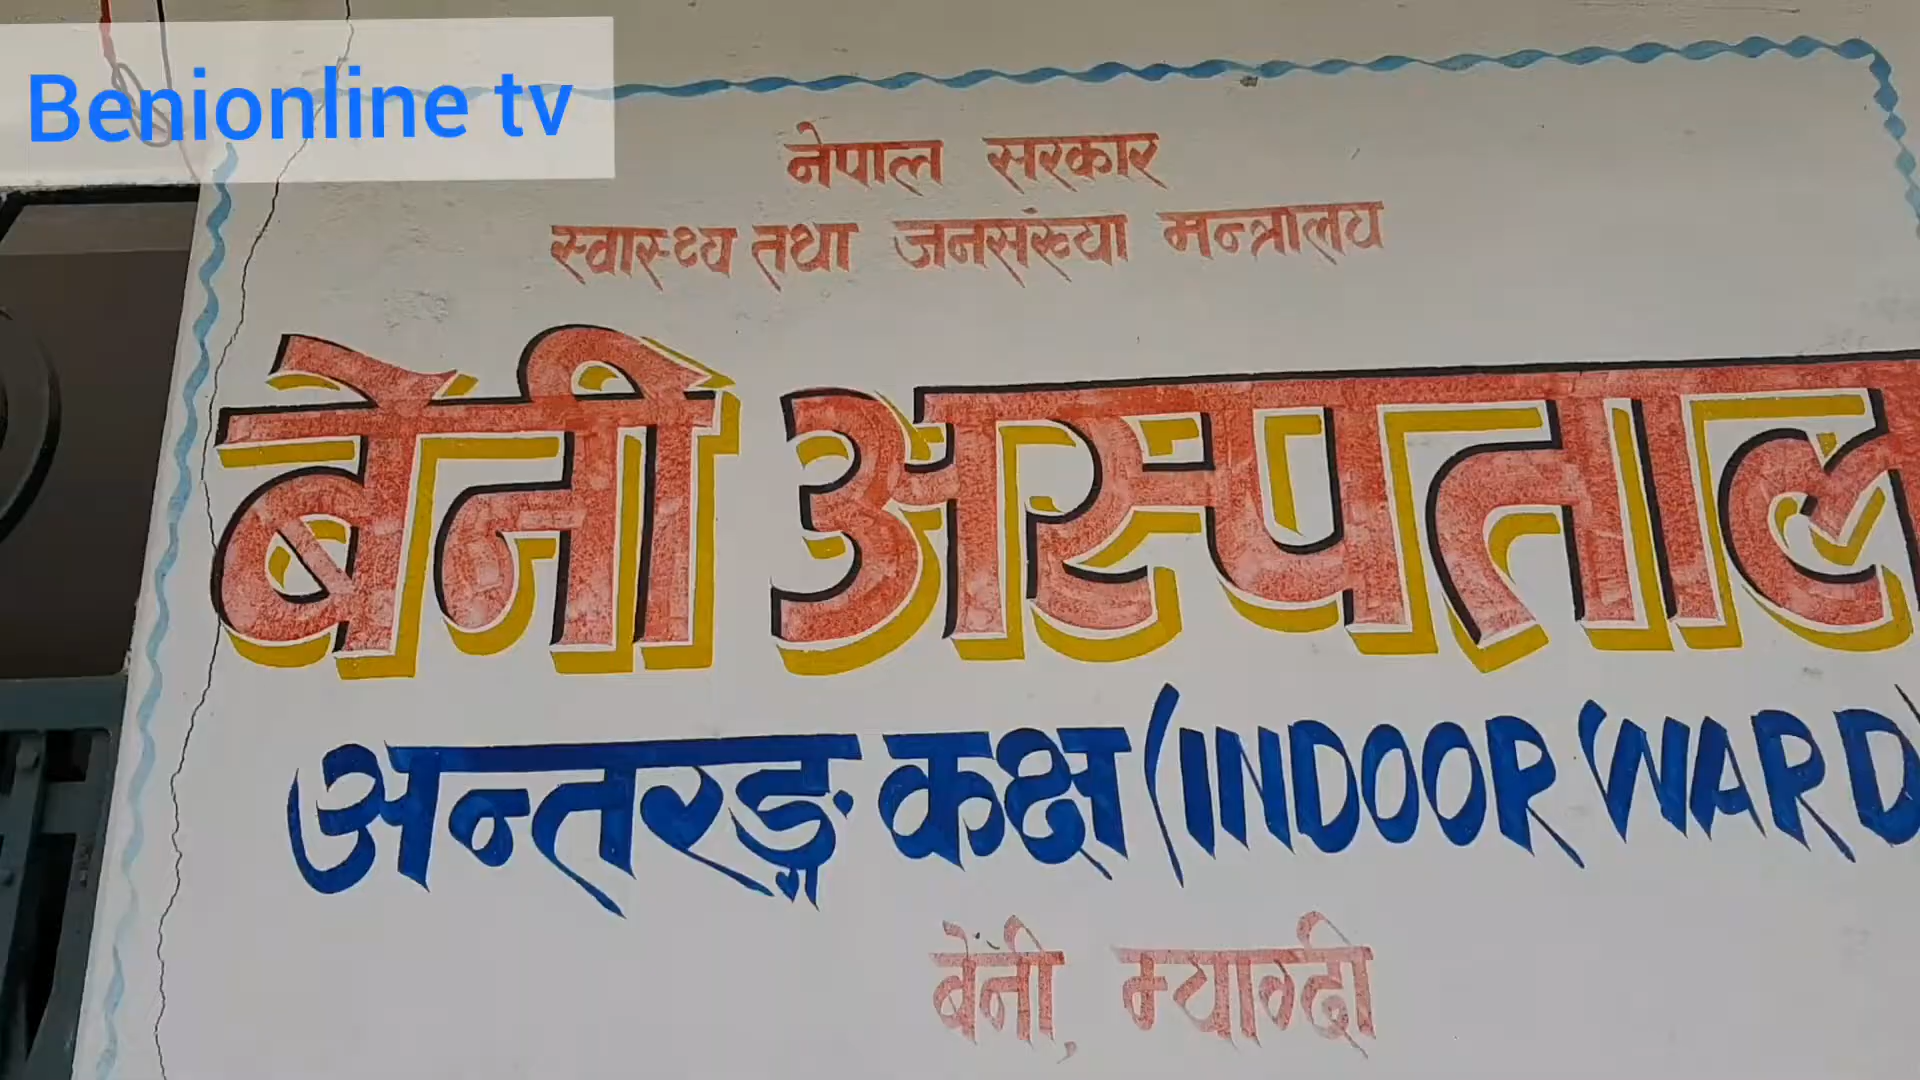 Benionline tv
नेपाल सरकार
स्वास्थ्य तथा जनसंख्या मन्त्रालय
बेनी अस्पताल
अन्तरङ्ग कक्ष (INDOOR WARD)
बेनी, म्याग्दी